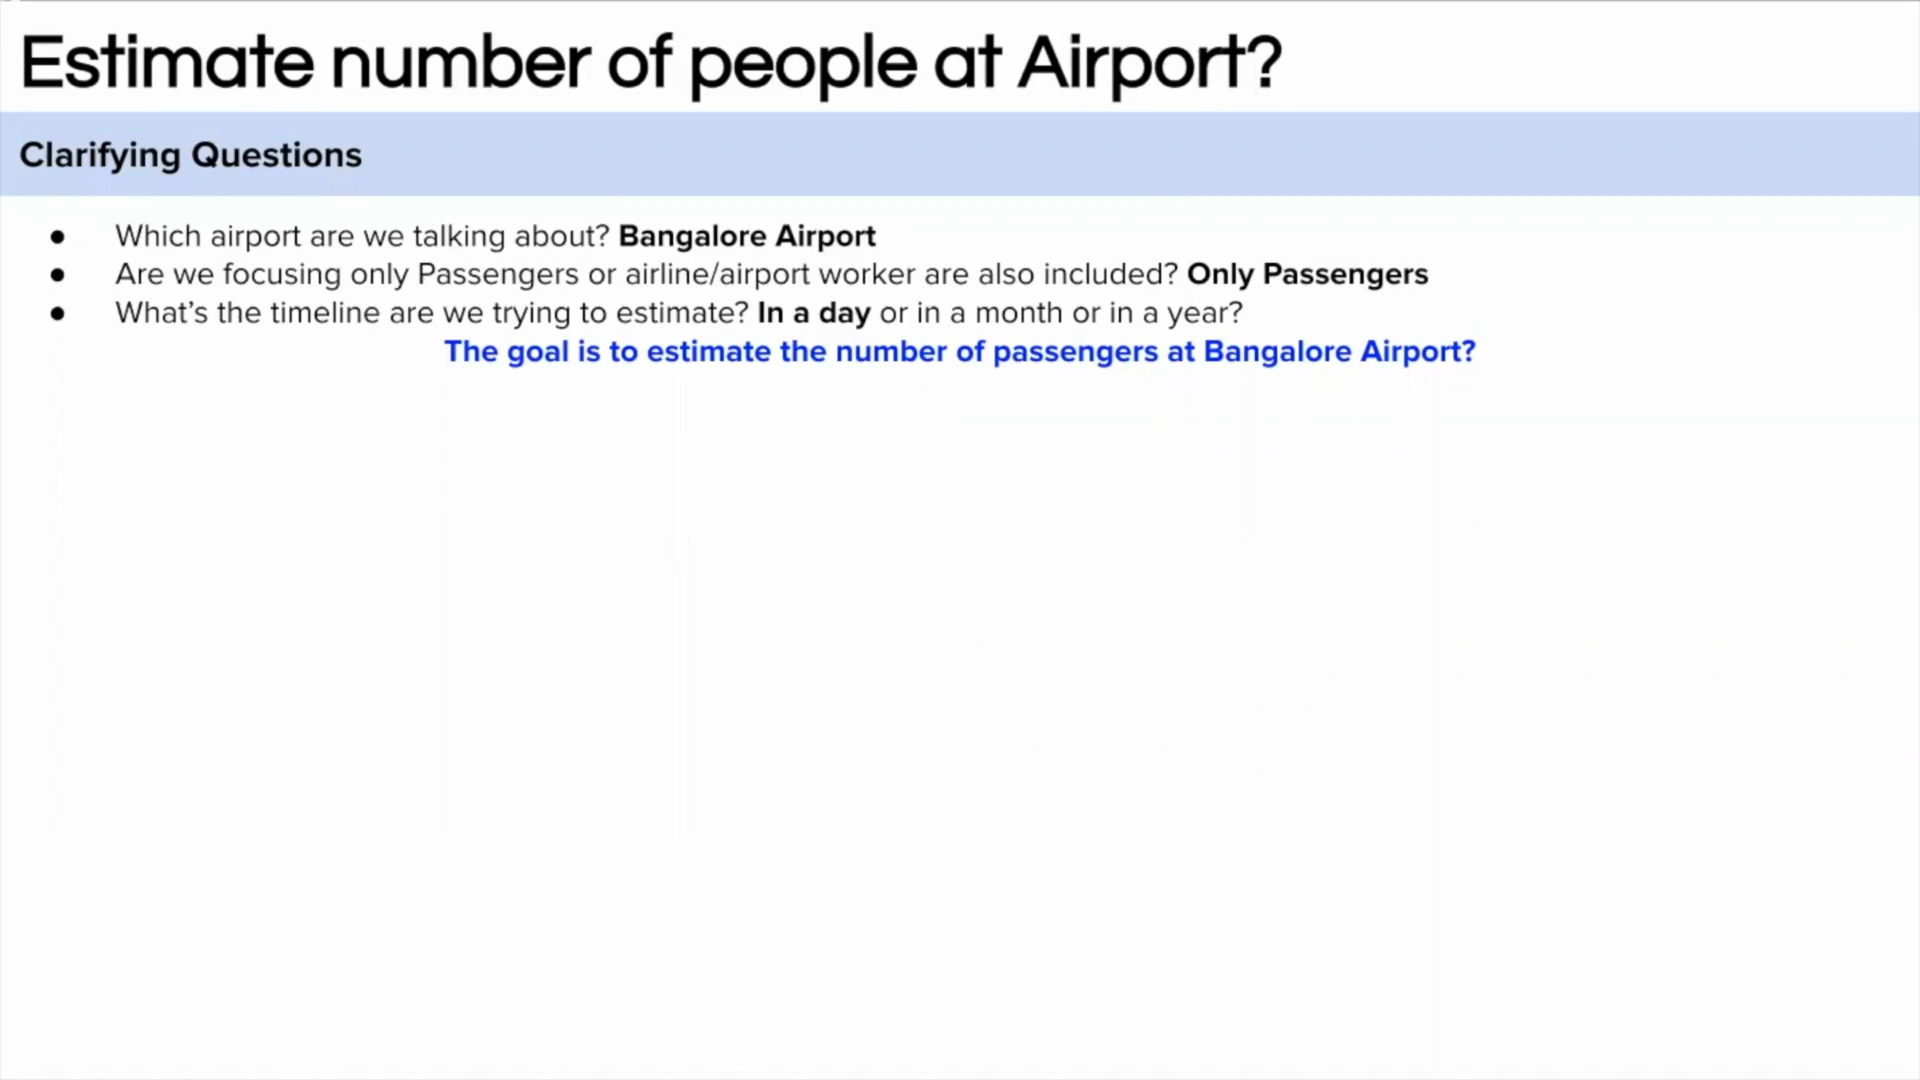 Estimate number of people at Airport?
Clarifying Questions
● Which airport are we talking about? Bangalore Airport
● Are we focusing only Passengers or airline/airport worker are also included? Only Passengers
● What’s the timeline are we trying to estimate? In a day or in a month or in a year?
The goal is to estimate the number of passengers at Bangalore Airport?